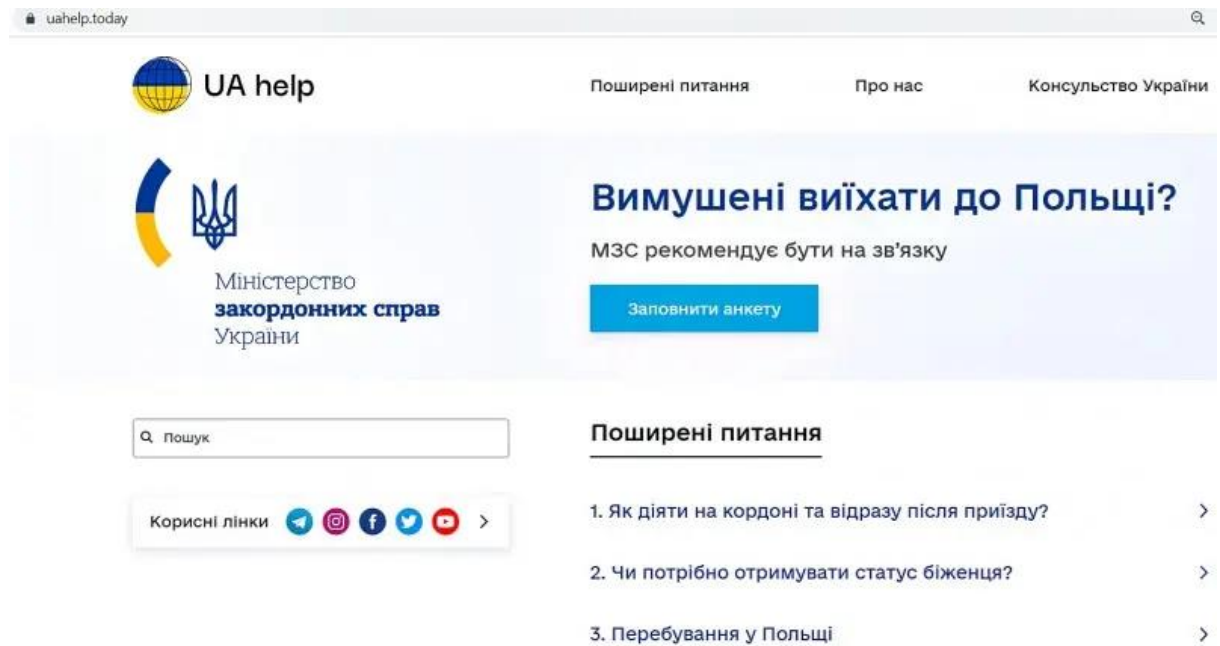 uahelp.today
UA help
Поширені питання
Про нас
Консульство України
Міністерство
закордонних справ
України
Вимушені виїхати до Польщі?
МЗС рекомендує бути на зв’язку
Заповнити анкету
Пошук
Корисні лінки
Поширені питання
1. Як діяти на кордоні та відразу після приїзду?
2. Чи потрібно отримувати статус біженця?
3. Перебування у Польщі